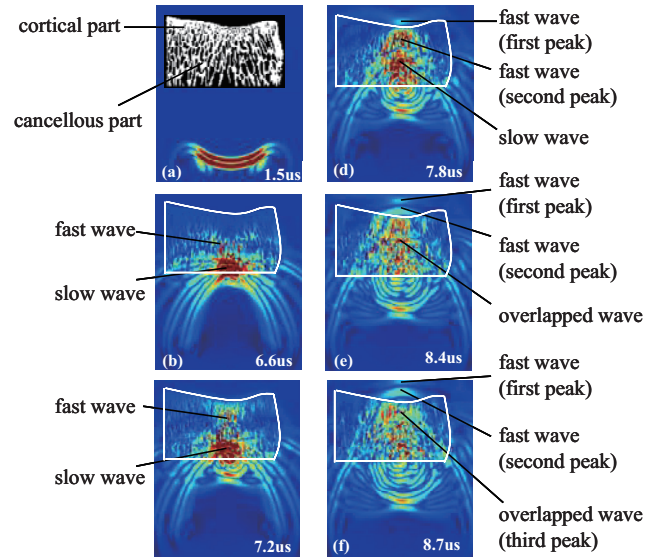 cortical part
cancellous part
(a)
1.5us
fast wave
slow wave
(b)
6.6us
fast wave
slow wave
(c)
7.2us
fast wave
(first peak)
fast wave
(second peak)
slow wave
(d)
7.8us
fast wave
(first peak)
fast wave
(second peak)
overlapped wave
(e)
8.4us
fast wave
(first peak)
fast wave
(second peak)
overlapped wave
(third peak)
(f)
8.7us